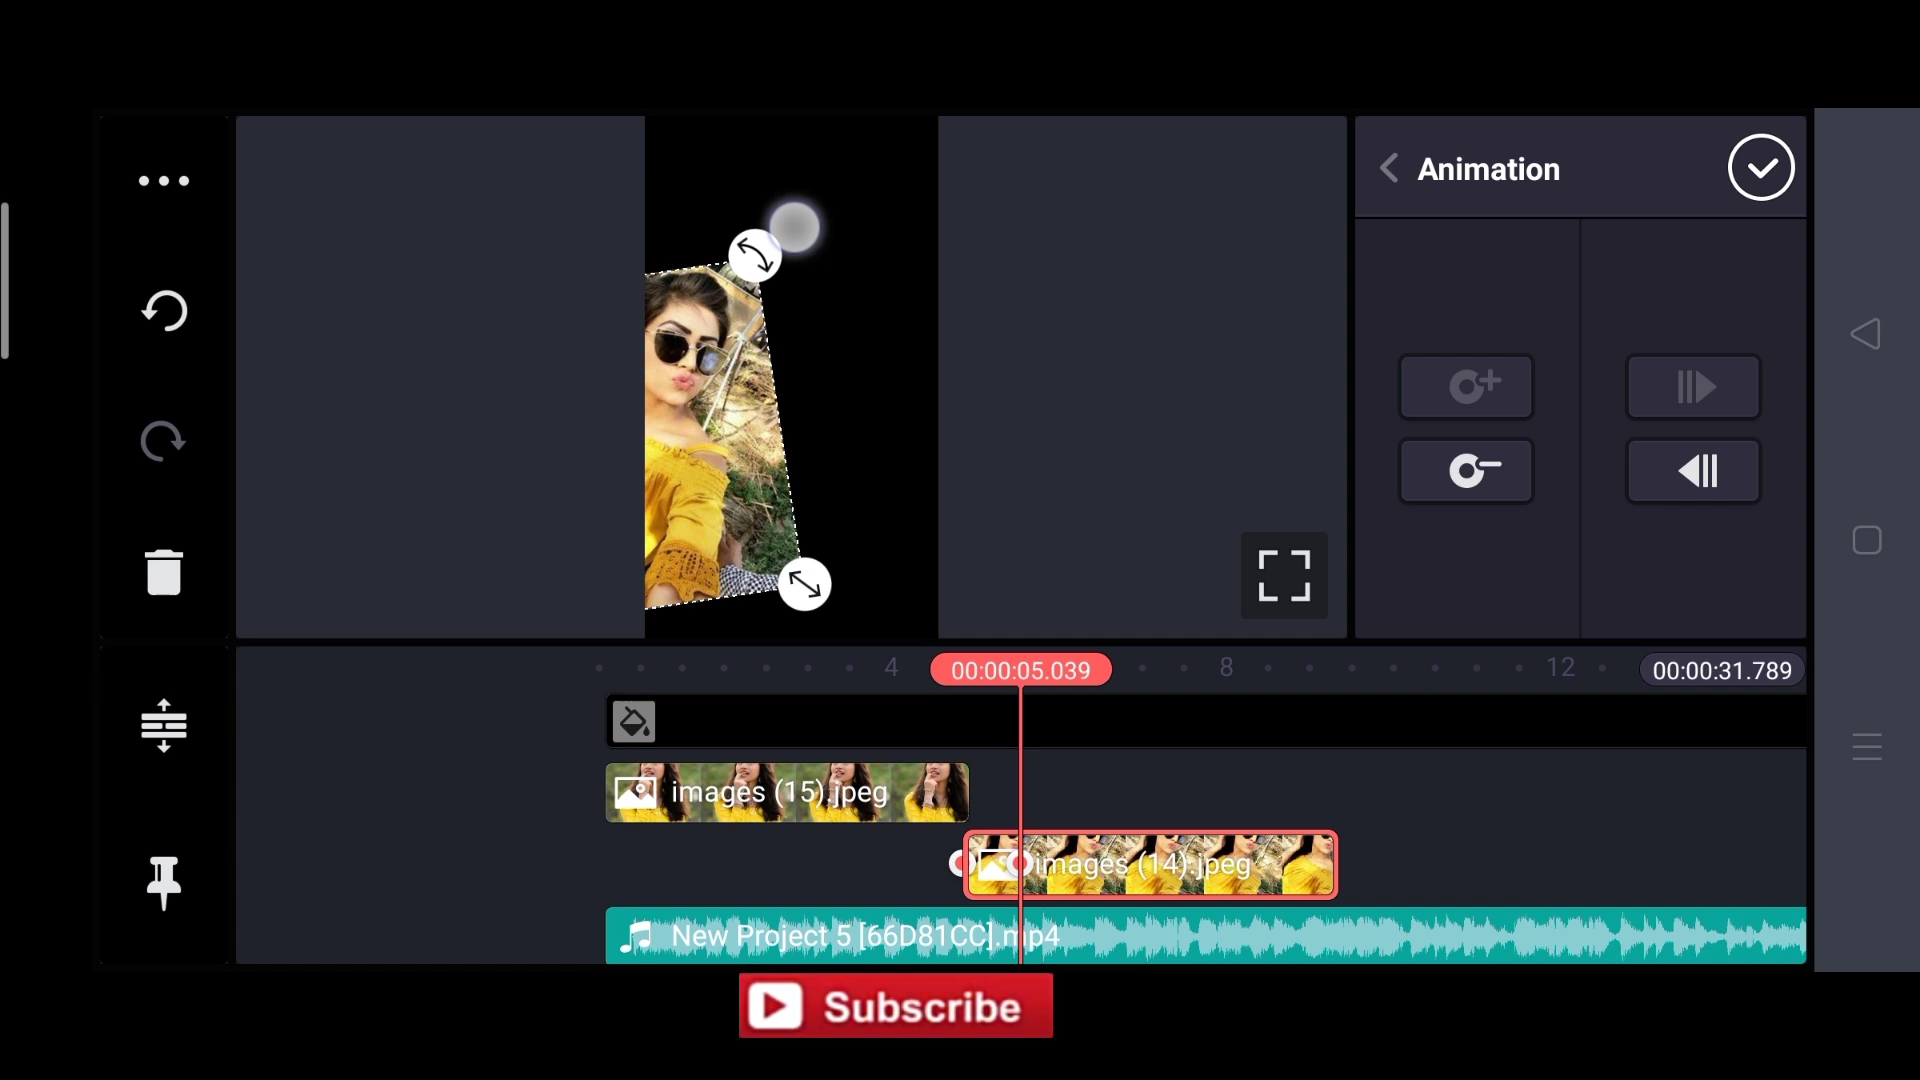 Animation
4
00:00:05.039
8
12
00:00:31.789
images (15).jpeg
images (14).jpeg
New Project 5 [66D81CC].mp4
Subscribe